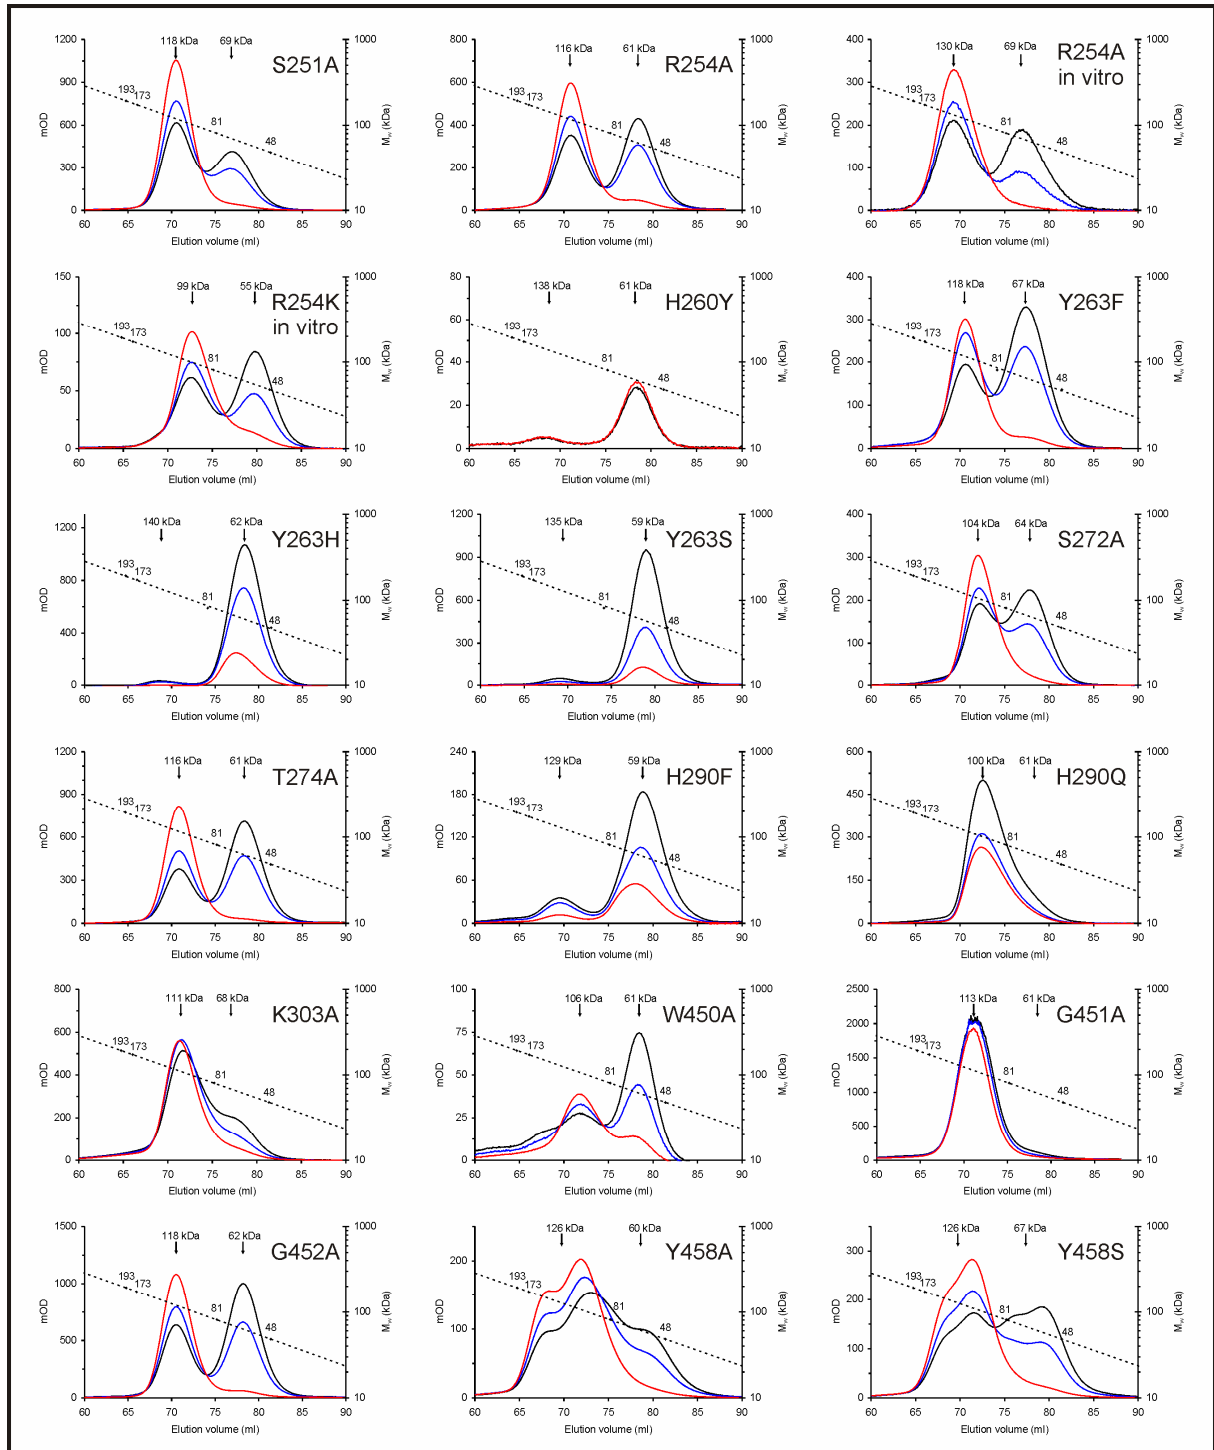 118 kDa 69 kDa
S251A
mOD
1200
900
600
300
0
193 173 81 48
1000
100
10
Mw (kDa)
60 65 70 75 80 85 90
Elution volume (ml)
116 kDa 61 kDa
R254A
mOD
800
600
400
200
0
193 173 81 48
1000
100
10
Mw (kDa)
60 65 70 75 80 85 90
Elution volume (ml)
130 kDa 69 kDa
R254A
in vitro
mOD
400
300
200
100
0
193 173 81 48
1000
100
10
Mw (kDa)
60 65 70 75 80 85 90
Elution volume (ml)
99 kDa 55 kDa
R254K
in vitro
mOD
150
100
50
0
193 173 81 48
1000
100
10
Mw (kDa)
60 65 70 75 80 85 90
Elution volume (ml)
138 kDa 61 kDa
H260Y
mOD
80
60
40
20
0
193 173 81 48
1000
100
10
Mw (kDa)
60 65 70 75 80 85 90
Elution volume (ml)
118 kDa 67 kDa
Y263F
mOD
400
300
200
100
0
193 173 81 48
1000
100
10
Mw (kDa)
60 65 70 75 80 85 90
Elution volume (ml)
140 kDa 62 kDa
Y263H
mOD
1200
800
400
0
193 173 81 48
1000
100
10
Mw (kDa)
60 65 70 75 80 85 90
Elution volume (ml)
135 kDa 59 kDa
Y263S
mOD
1200
900
600
300
0
193 173 81 48
1000
100
10
Mw (kDa)
60 65 70 75 80 85 90
Elution volume (ml)
104 kDa 64 kDa
S272A
mOD
400
300
200
100
0
193 173 81 48
1000
100
10
Mw (kDa)
60 65 70 75 80 85 90
Elution volume (ml)
116 kDa 61 kDa
T274A
mOD
1200
900
600
300
0
193 173 81 48
1000
100
10
Mw (kDa)
60 65 70 75 80 85 90
Elution volume (ml)
129 kDa 59 kDa
H290F
mOD
240
180
120
60
0
193 173 81 48
1000
100
10
Mw (kDa)
60 65 70 75 80 85 90
Elution volume (ml)
100 kDa 61 kDa
H290Q
mOD
600
450
300
150
0
193 173 81 48
1000
100
10
Mw (kDa)
60 65 70 75 80 85 90
Elution volume (ml)
111 kDa 68 kDa
K303A
mOD
800
600
400
200
0
193 173 81 48
1000
100
10
Mw (kDa)
60 65 70 75 80 85 90
Elution volume (ml)
106 kDa 61 kDa
W450A
mOD
100
75
50
25
0
193 173 81 48
1000
100
10
Mw (kDa)
60 65 70 75 80 85 90
Elution volume (ml)
113 kDa 61 kDa
G451A
mOD
2500
2000
1500
1000
500
0
193 173 81 48
1000
100
10
Mw (kDa)
60 65 70 75 80 85 90
Elution volume (ml)
118 kDa 62 kDa
G452A
mOD
1500
1000
500
0
193 173 81 48
1000
100
10
Mw (kDa)
60 65 70 75 80 85 90
Elution volume (ml)
126 kDa 60 kDa
Y458A
mOD
200
100
0
193 173 81 48
1000
100
10
Mw (kDa)
60 65 70 75 80 85 90
Elution volume (ml)
126 kDa 67 kDa
Y458S
mOD
300
200
100
0
193 173 81 48
1000
100
10
Mw (kDa)
60 65 70 75 80 85 90
Elution volume (ml)